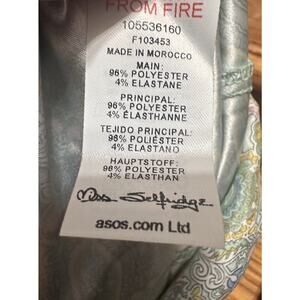 FROM FIRE
105536160
F103453
MADE IN MOROCCO
MAIN:
96% POLYESTER
4% ELASTANE
PRINCIPAL:
96% POLYESTER
4% ÉLASTHANNE
TEJIDO PRINCIPAL:
96% POLIÉSTER
4% ELASTANO
HAUPTSTOFF:
96% POLYESTER
4% ELASTHAN
Miss Selfridge
asos.com Ltd